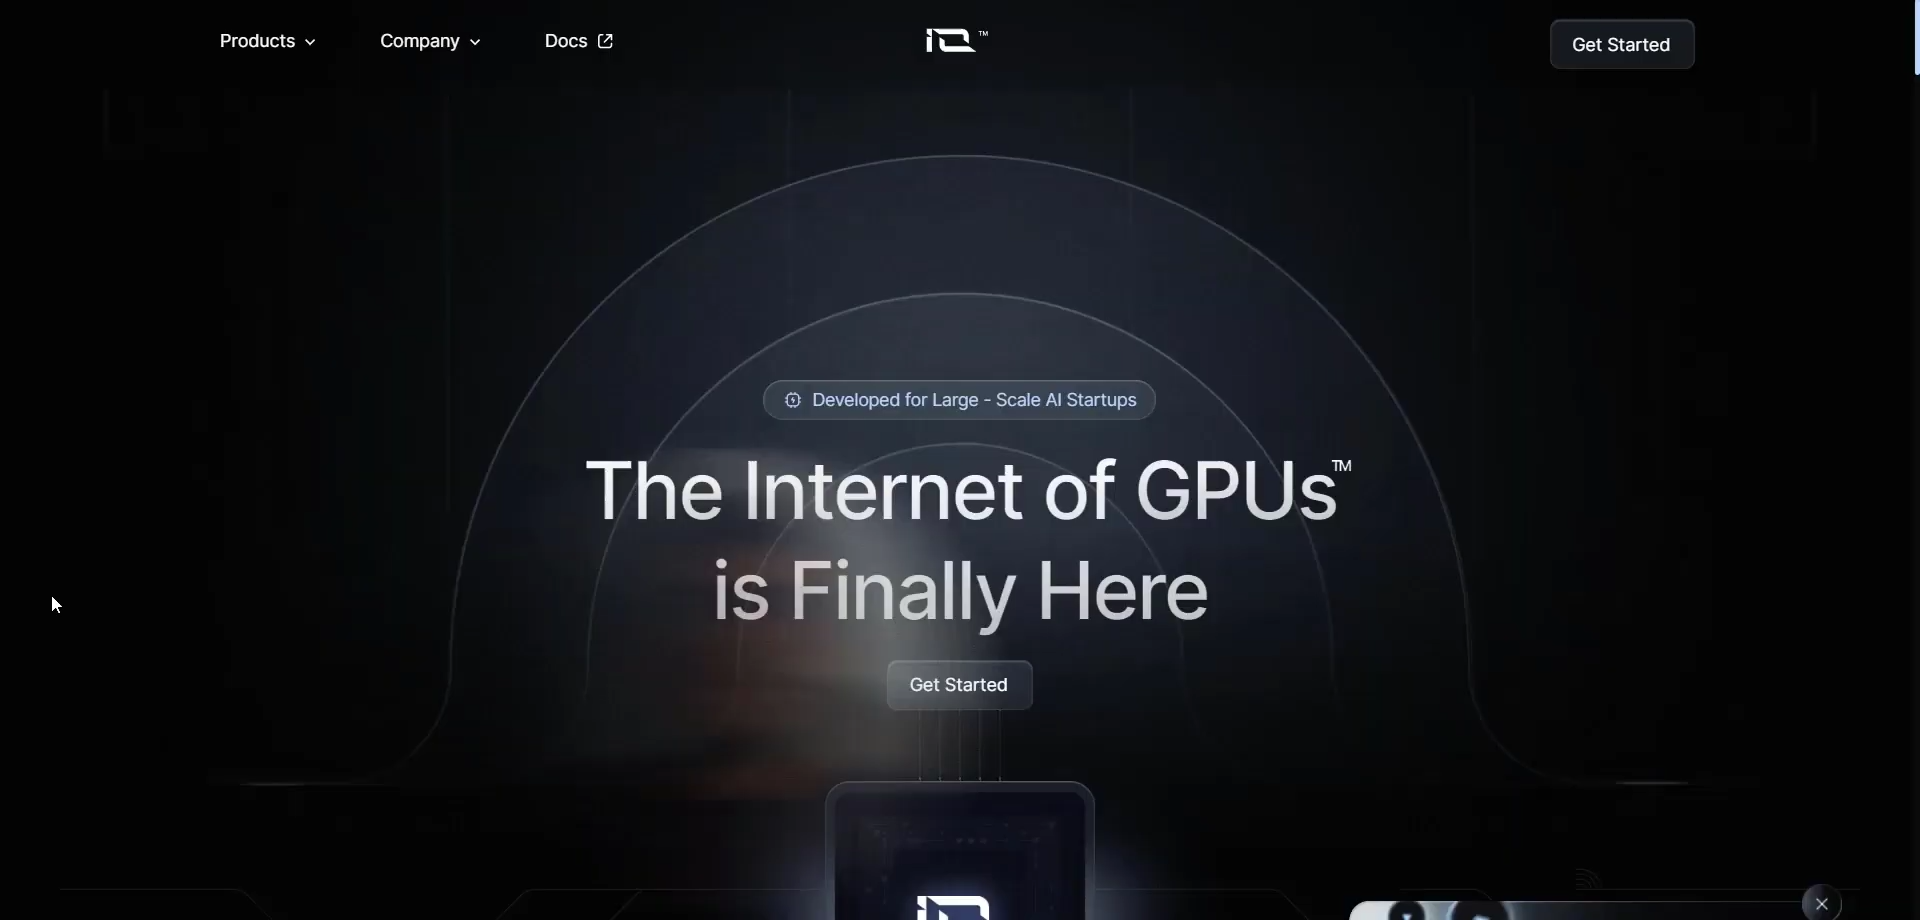 Products
Company
Docs
io ™
Get Started
Developed for Large - Scale AI Startups
The Internet of GPUs™
is Finally Here
Get Started